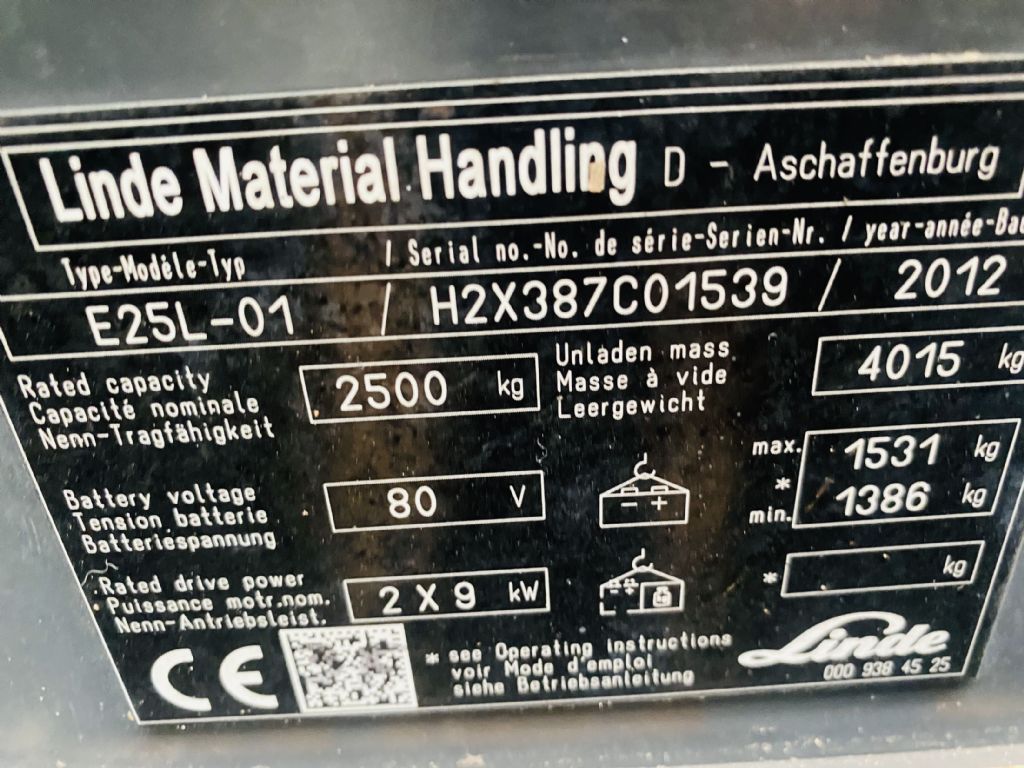 Linde Material Handling D - Aschaffenburg
Type-Modèle-Typ / Serial no.-No. de série-Serien-Nr. / year-année-Bau
E25L-01 / H2X387C01539 / 2012
Rated capacity
Capacité nominale
Nenn-Tragfähigkeit
2500 kg
Unladen mass
Masse à vide
Leergewicht
4015 kg
Battery voltage
Tension batterie
Batteriespannung
80 V
- +
max. 1531 kg
*
min. 1386 kg
Rated drive power
Puissance motr.nom.
Nenn-Antriebsleist.
2 X 9 kW
* kg
CE
* see Operating instructions
voir Mode d'emploi
siehe Betriebsanleitung
Linde
000 938 45 25